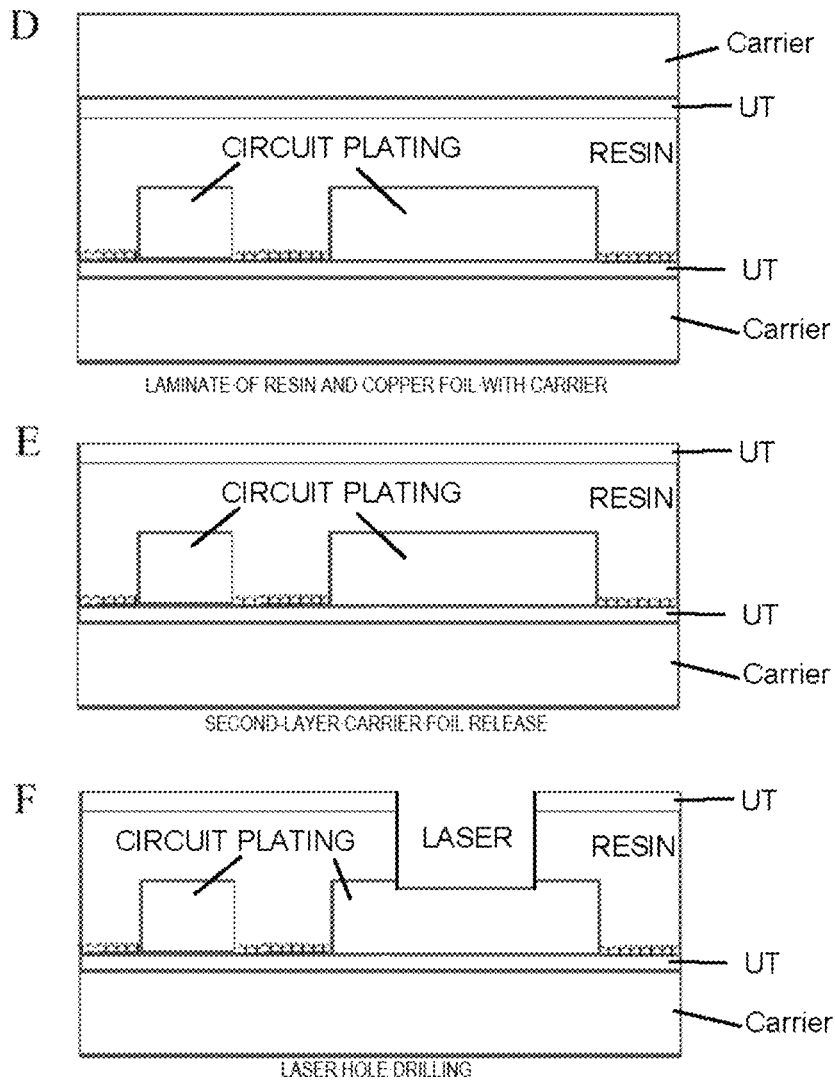 D
Carrier
UT
CIRCUIT PLATING
RESIN
UT
Carrier
LAMINATE OF RESIN AND COPPER FOIL WITH CARRIER
E
UT
CIRCUIT PLATING
RESIN
UT
Carrier
SECOND-LAYER CARRIER FOIL RELEASE
F
UT
CIRCUIT PLATING
LASER
RESIN
UT
Carrier
LASER HOLE DRILLING